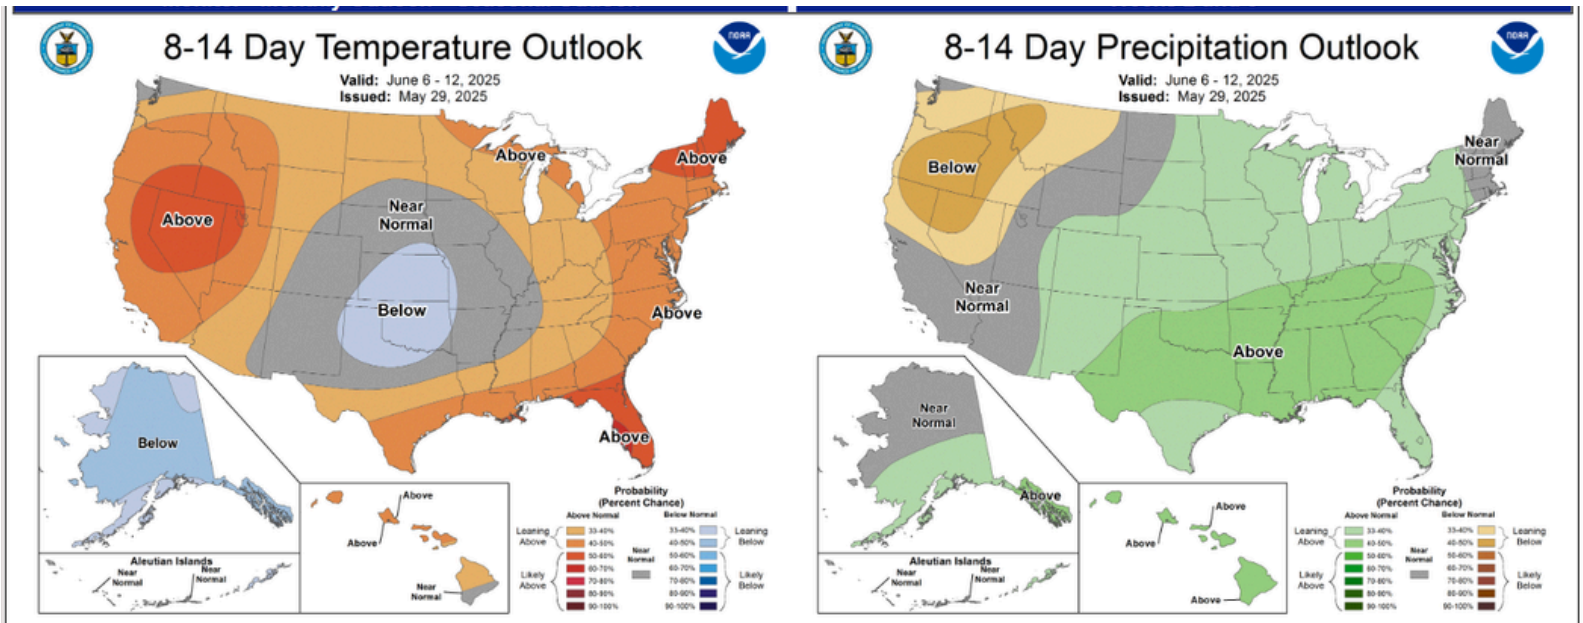 8-14 Day Temperature Outlook
Valid: June 6 - 12, 2025
Issued: May 29, 2025
NOAA
Above
Above
Above
Near
Normal
Below
Above
Above
Below
Above
Above
Near
Normal
Aleutian Islands
Near
Normal
Near
Normal
Probability
(Percent Chance)
Above Normal
Below Normal
Leaning
Above
33-40%
40-50%
Likely
Above
50-60%
60-70%
70-80%
80-90%
90-100%
Near
Normal
33-40%
40-50%
Leaning
Below
50-60%
60-70%
70-80%
80-90%
90-100%
Likely
Below
8-14 Day Precipitation Outlook
Valid: June 6 - 12, 2025
Issued: May 29, 2025
NOAA
Near
Normal
Below
Near
Normal
Above
Near
Normal
Above
Above
Above
Above
Aleutian Islands
Near
Normal
Near
Normal
Probability
(Percent Chance)
Above Normal
Below Normal
Leaning
Above
33-40%
40-50%
Likely
Above
50-60%
60-70%
70-80%
80-90%
90-100%
Near
Normal
33-40%
40-50%
Leaning
Below
50-60%
60-70%
70-80%
80-90%
90-100%
Likely
Below